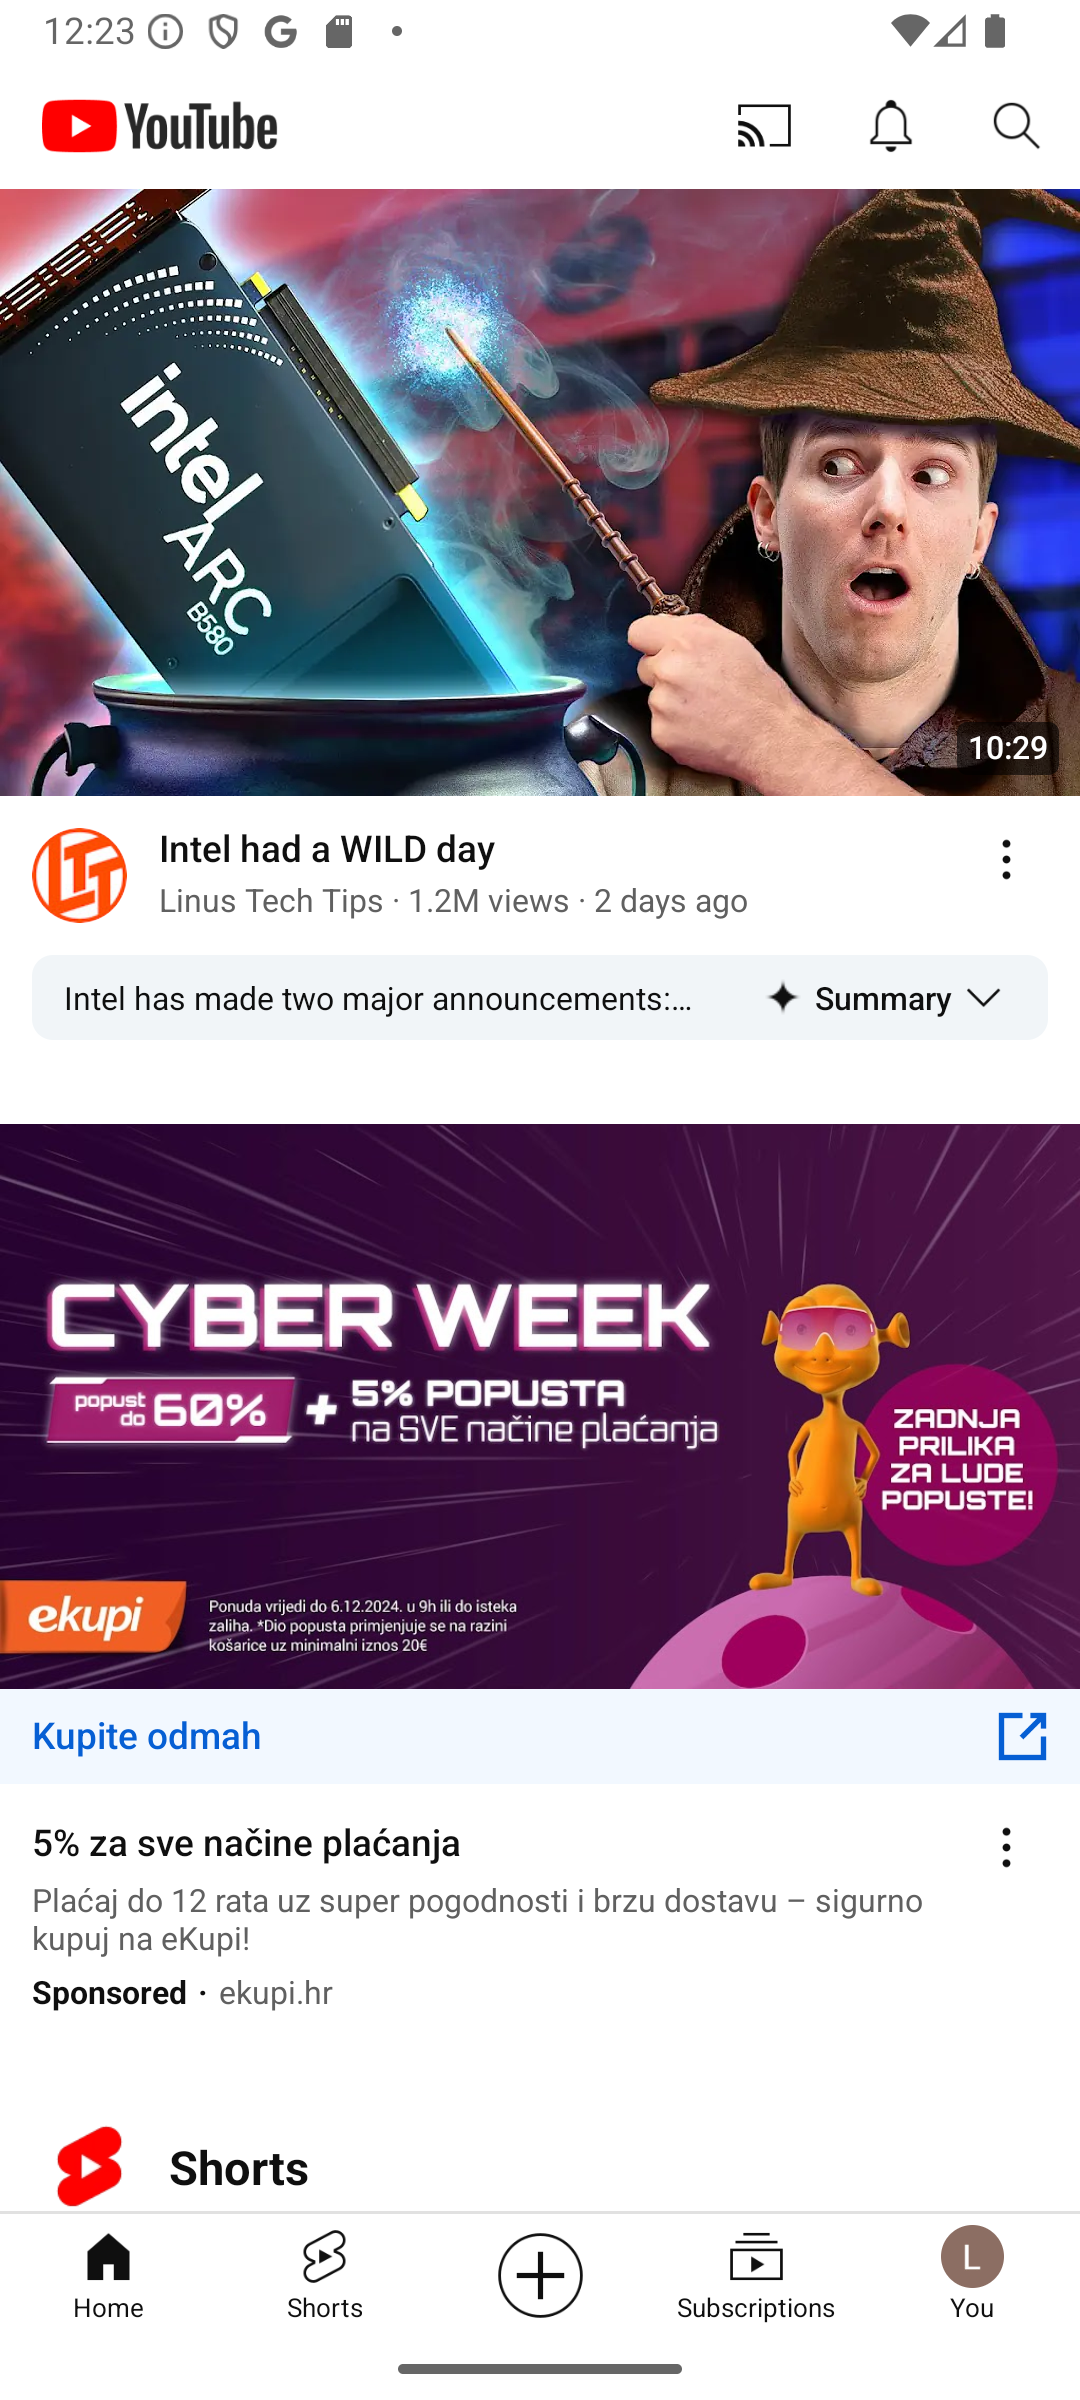 12:23
YouTube
intel
ARC
B580
10:29
LTT
Intel had a WILD day
Linus Tech Tips · 1.2M views · 2 days ago
Intel has made two major announcements:…
Summary
CYBER WEEK
popust do 60% + 5% POPUSTA
na SVE načine plaćanja
ZADNJA
PRILIKA
ZA LUDE
POPUSTE!
ekupi
Ponuda vrijedi do 6.12.2024. u 9h ili do isteka
zaliha. *Dio popusta primjenjuje se na razini
košarice uz minimalni iznos 20€
Kupite odmah
5% za sve načine plaćanja
Plaćaj do 12 rata uz super pogodnosti i brzu dostavu – sigurno
kupuj na eKupi!
Sponsored · ekupi.hr
Shorts
Home
Shorts
Subscriptions
L
You